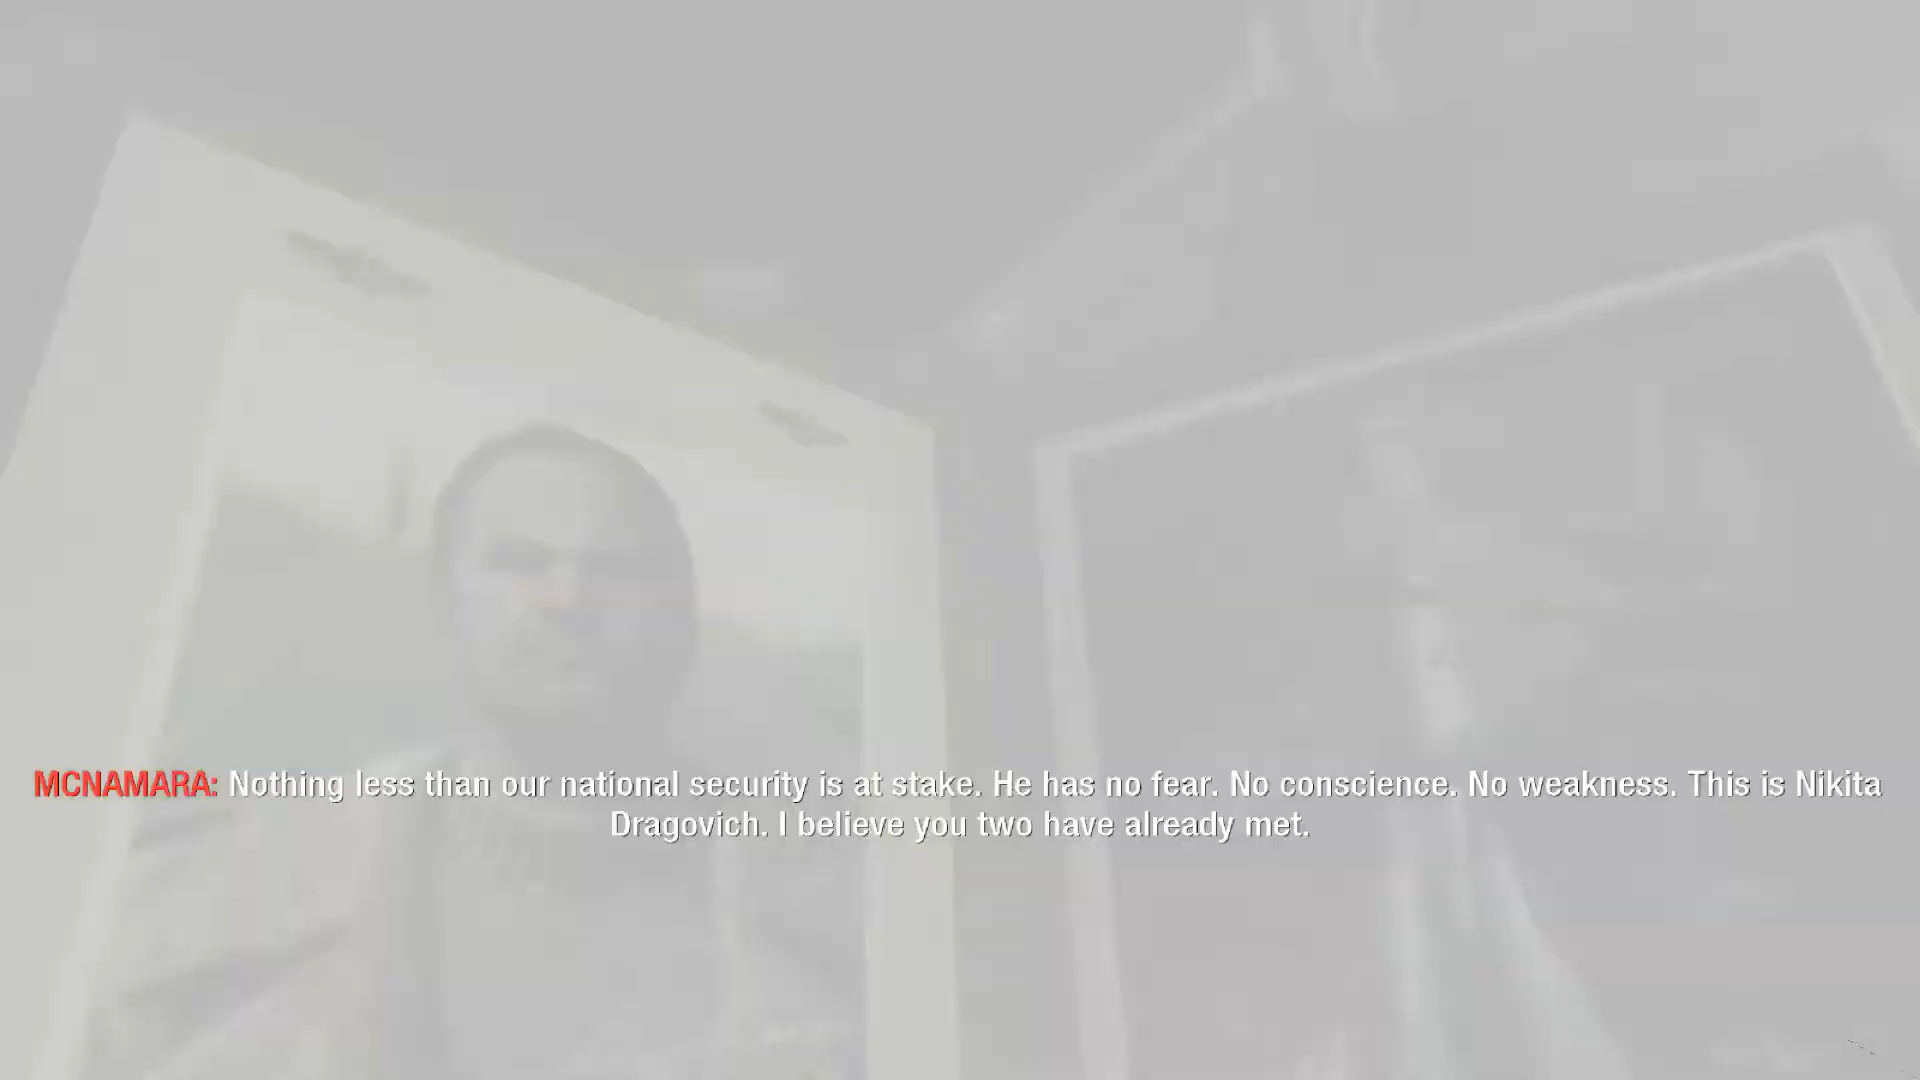 MCNAMARA: Nothing less than our national security is at stake. He has no fear. No conscience. No weakness. This is Nikita
Dragovich. I believe you two have already met.